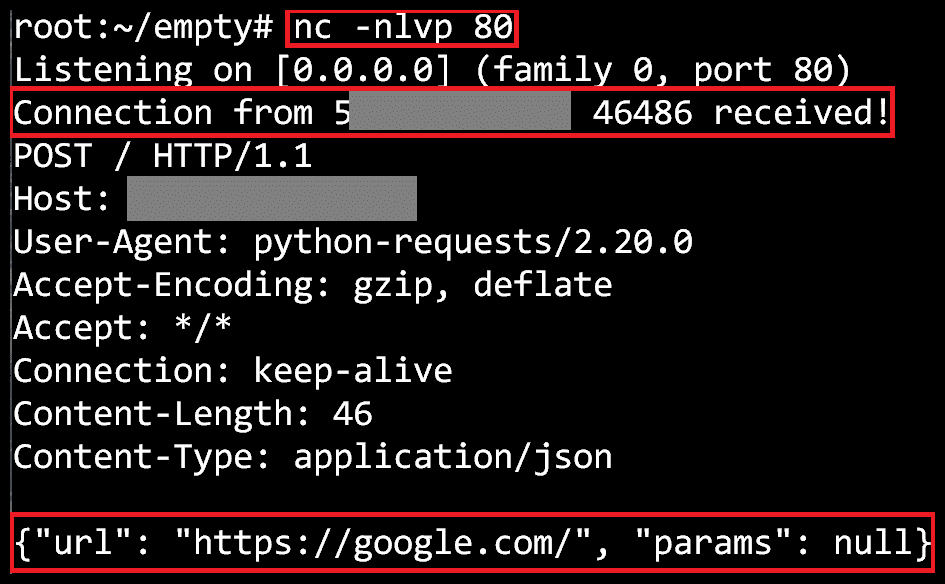 root:~/empty# nc -nlvp 80
Listening on [0.0.0.0] (family 0, port 80)
Connection from 5 46486 received!
POST / HTTP/1.1
Host:
User-Agent: python-requests/2.20.0
Accept-Encoding: gzip, deflate
Accept: */*
Connection: keep-alive
Content-Length: 46
Content-Type: application/json
{"url": "https://google.com/", "params": null}